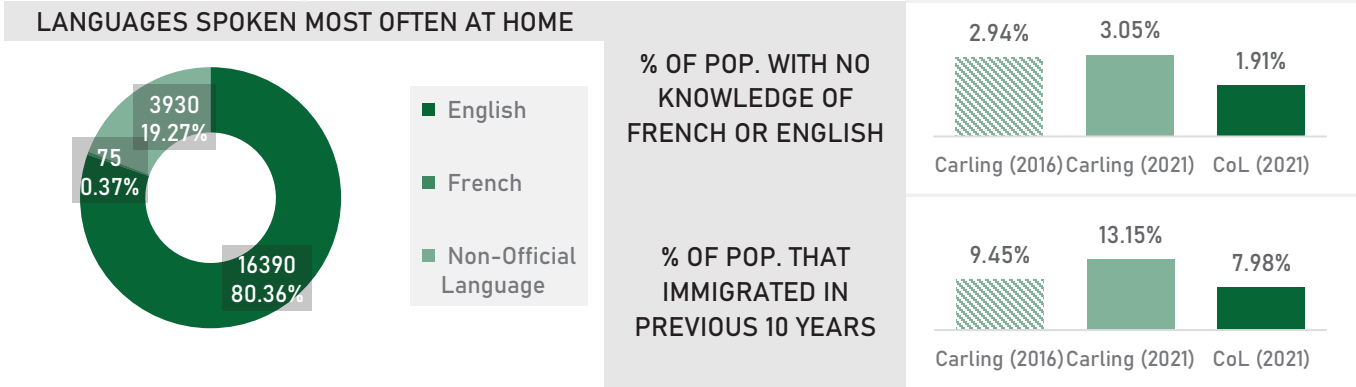 LANGUAGES SPOKEN MOST OFTEN AT HOME
3930
19.27%
75
0.37%
16390
80.36%
English
French
Non-Official
Language
% OF POP. WITH NO
KNOWLEDGE OF
FRENCH OR ENGLISH
2.94%
3.05%
1.91%
Carling (2016)
Carling (2021)
CoL (2021)
% OF POP. THAT
IMMIGRATED IN
PREVIOUS 10 YEARS
9.45%
13.15%
7.98%
Carling (2016)
Carling (2021)
CoL (2021)